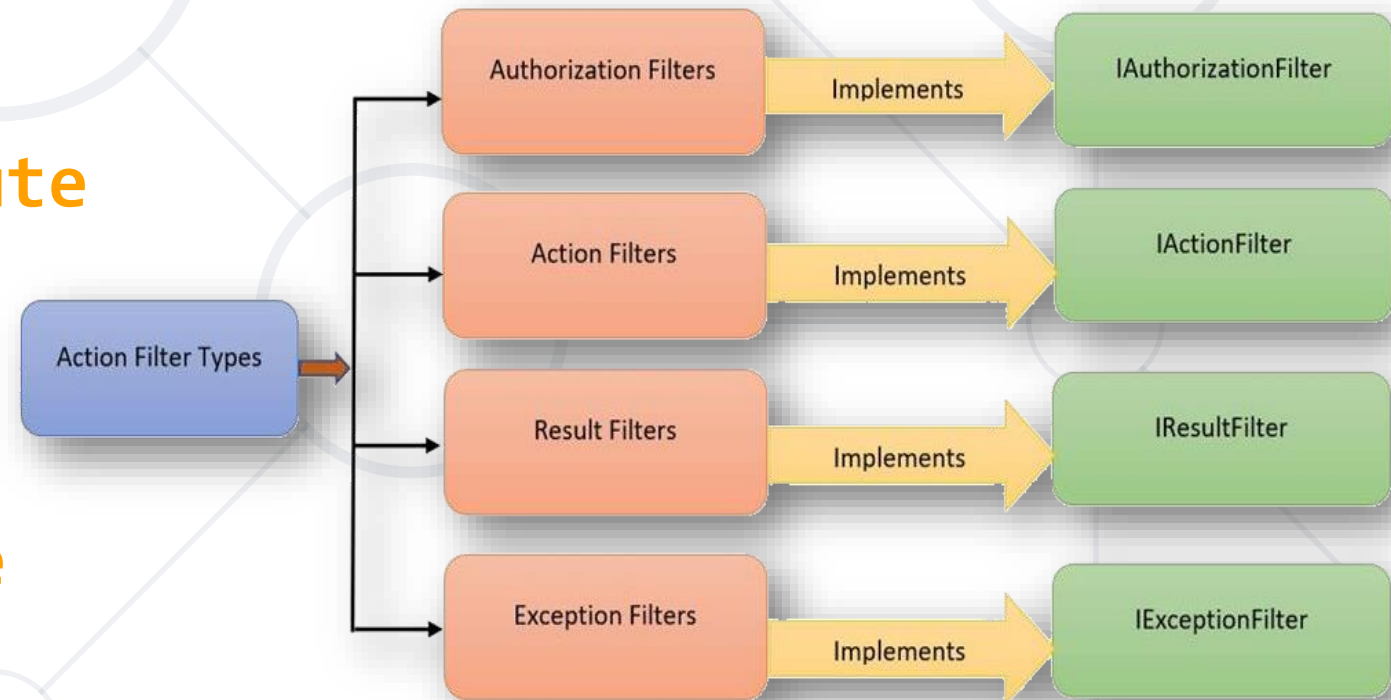 ute
e
Action Filter Types
Authorization Filters
Implements
IAuthorizationFilter
Action Filters
Implements
IActionFilter
Result Filters
Implements
IResultFilter
Exception Filters
Implements
IExceptionFilter